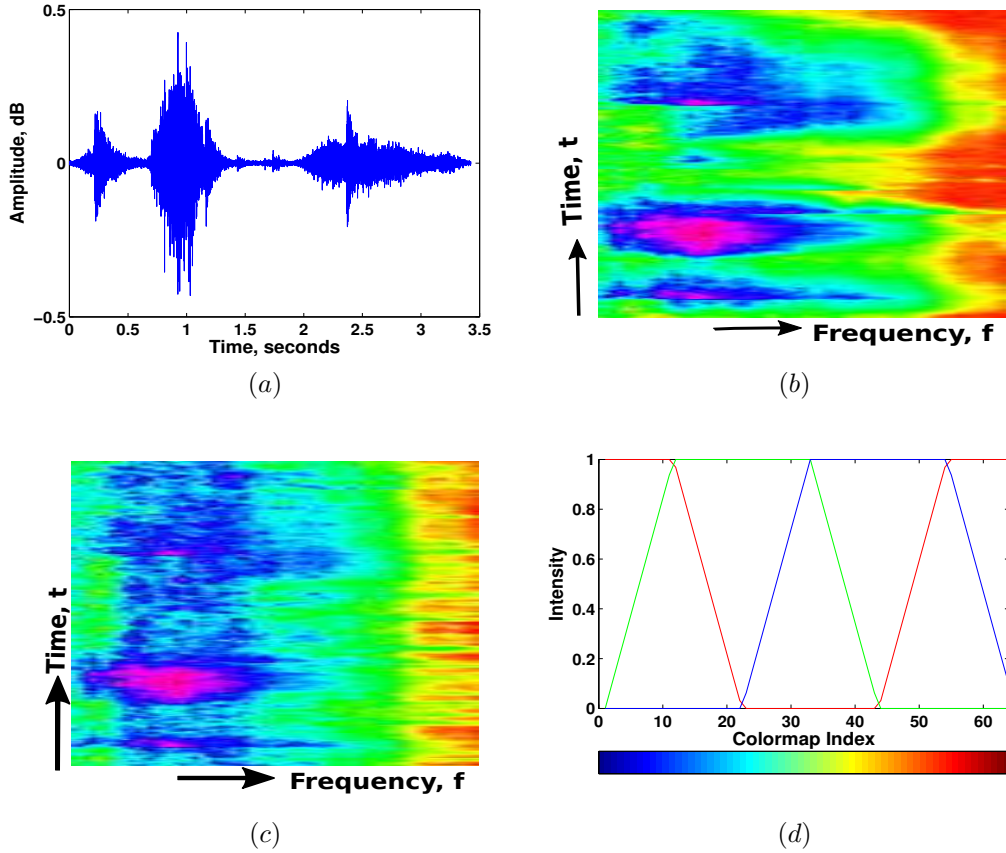 0.5
0
−0.5
Amplitude, dB
0 0.5 1 1.5 2 2.5 3 3.5
Time, seconds
(a)
Time, t
Frequency, f
(b)
Time, t
Frequency, f
(c)
1
0.8
0.6
0.4
0.2
0
Intensity
0 10 20 30 40 50 60
Colormap Index
(d)